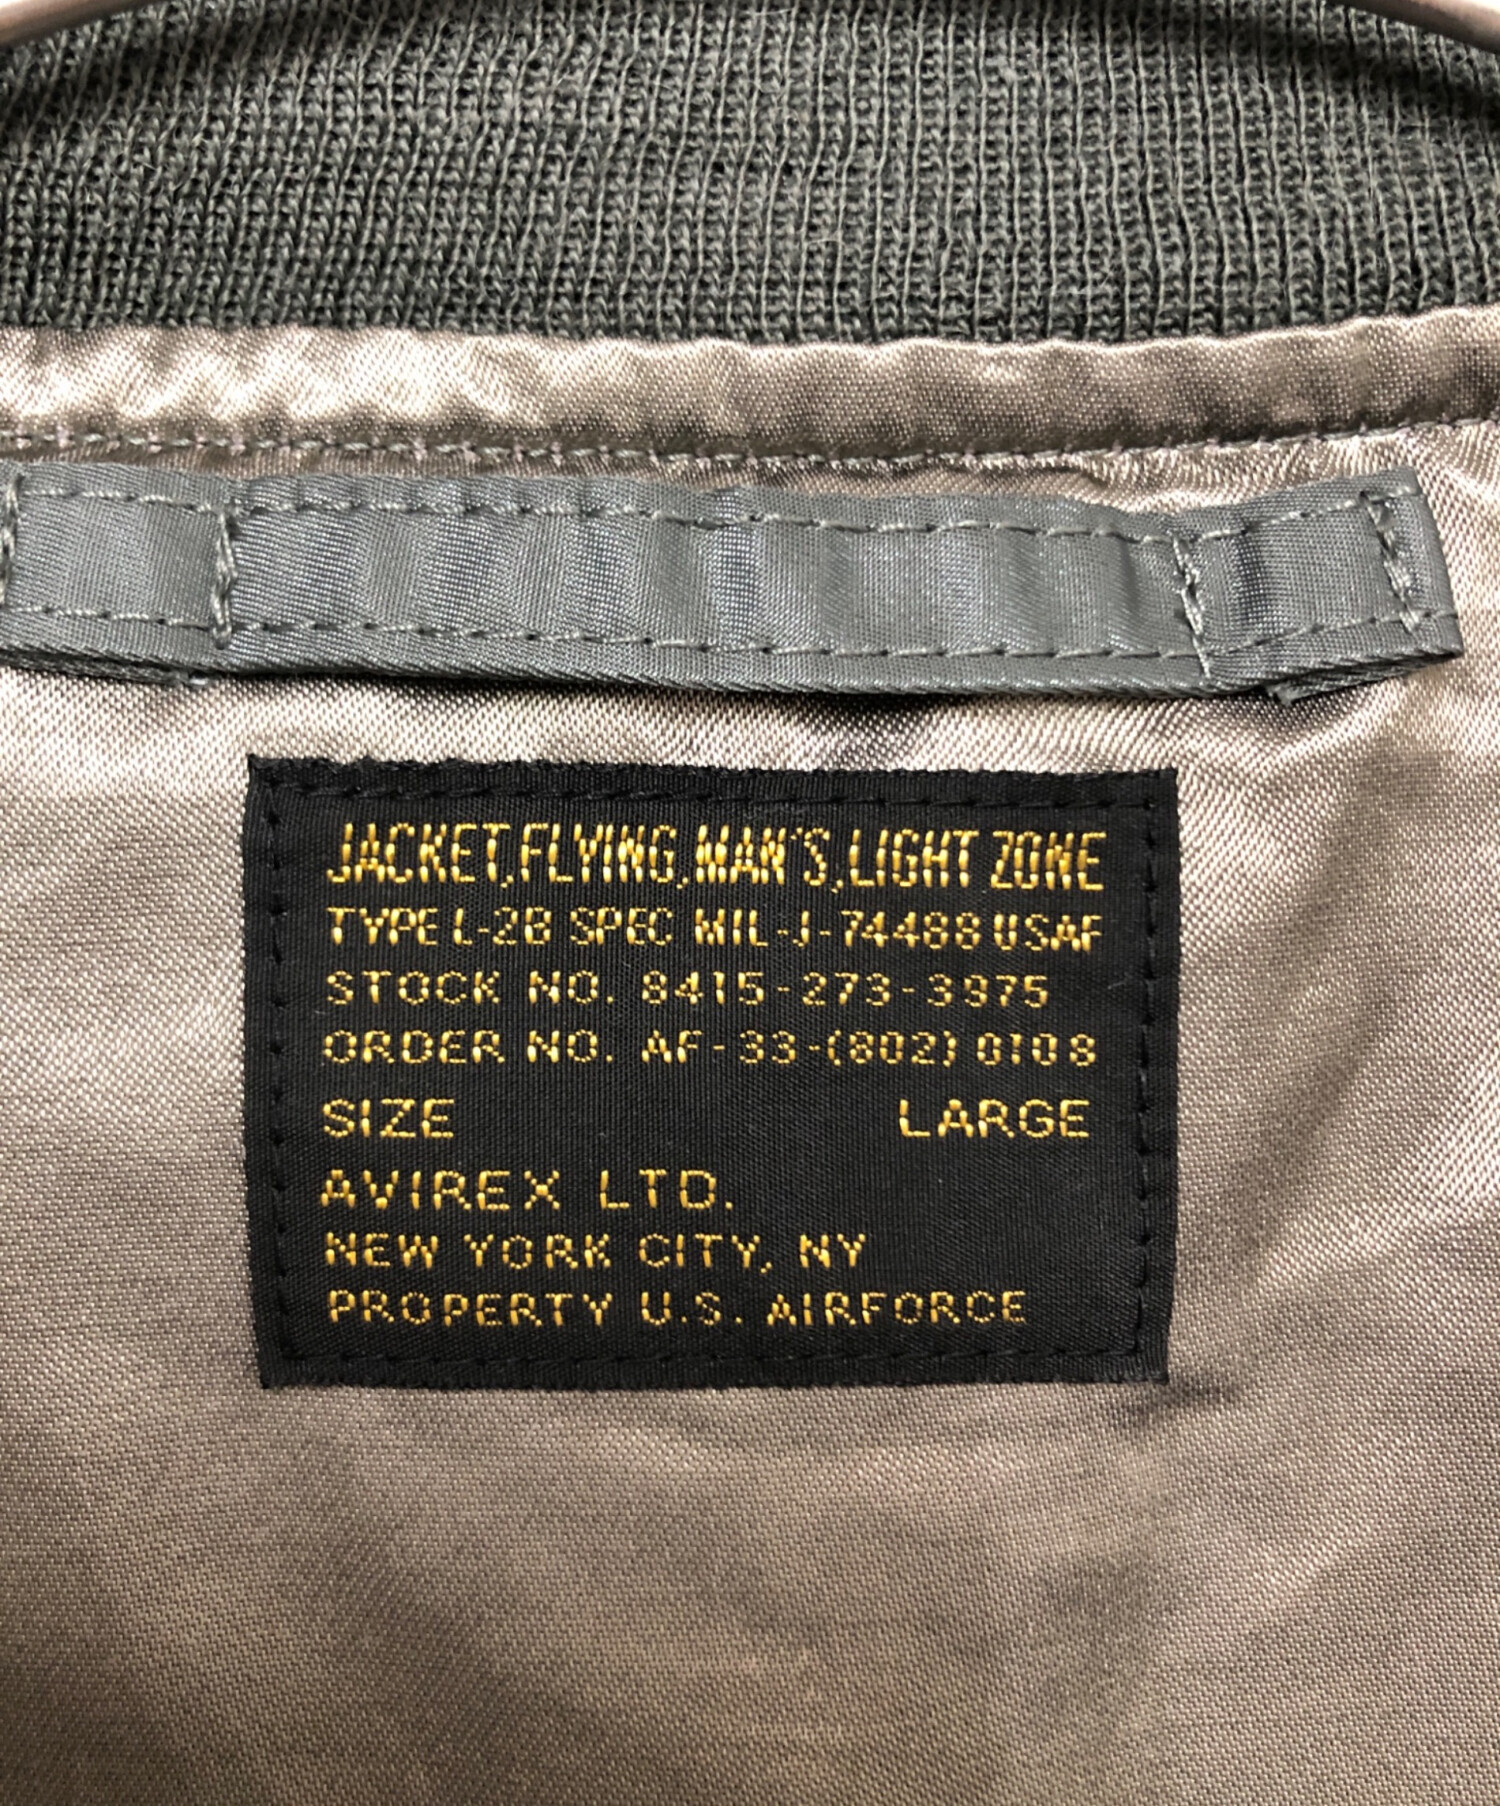 JACKET,FLYING,MAN'S,LIGHT ZONE
TYPE L-2B SPEC MIL-J-74488 USAF
STOCK NO. 8415-273-3975
ORDER NO. AF-33-(802) 0108
SIZE LARGE
AVIREX LTD.
NEW YORK CITY, NY
PROPERTY U.S. AIRFORCE